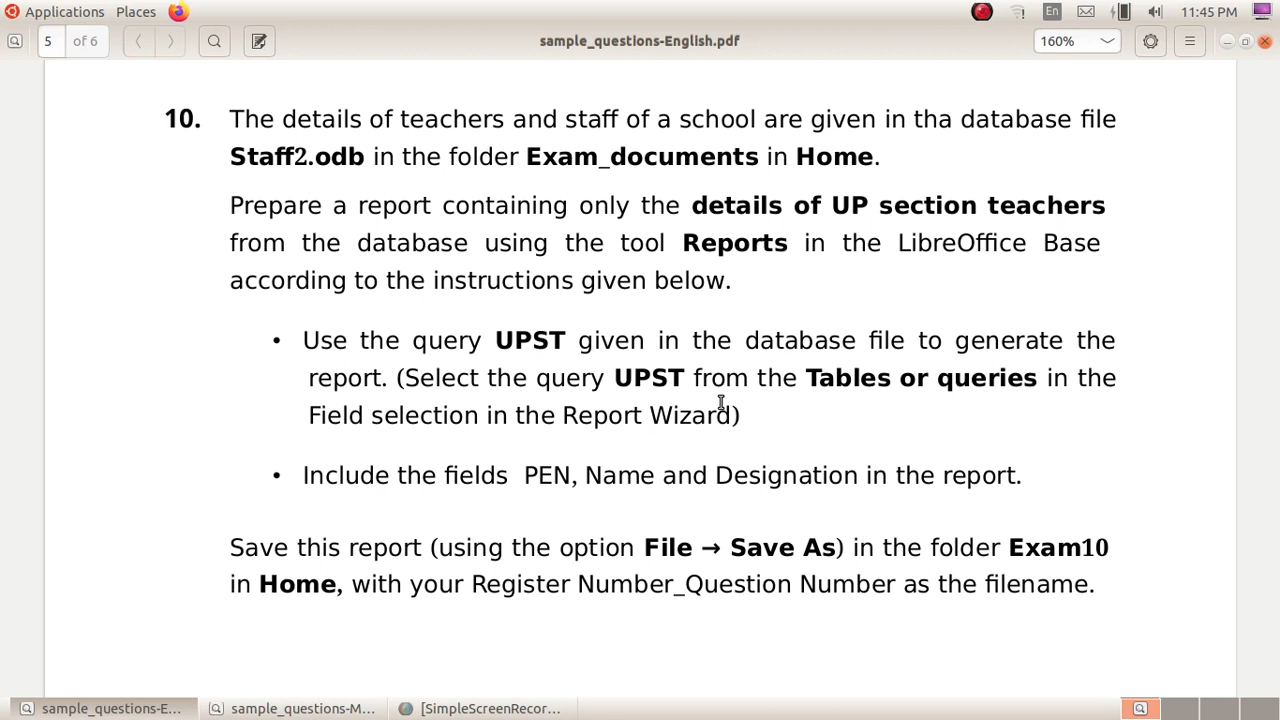 Applications Places En 11:45 PM
5 of 6 sample_questions-English.pdf 160%
10. The details of teachers and staff of a school are given in tha database file
Staff2.odb in the folder Exam_documents in Home.
Prepare a report containing only the details of UP section teachers
from the database using the tool Reports in the LibreOffice Base
according to the instructions given below.
• Use the query UPST given in the database file to generate the
report. (Select the query UPST from the Tables or queries in the
Field selection in the Report Wizard)
• Include the fields PEN, Name and Designation in the report.
Save this report (using the option File → Save As) in the folder Exam10
in Home, with your Register Number_Question Number as the filename.
sample_questions-E... sample_questions-M... [SimpleScreenRecor...